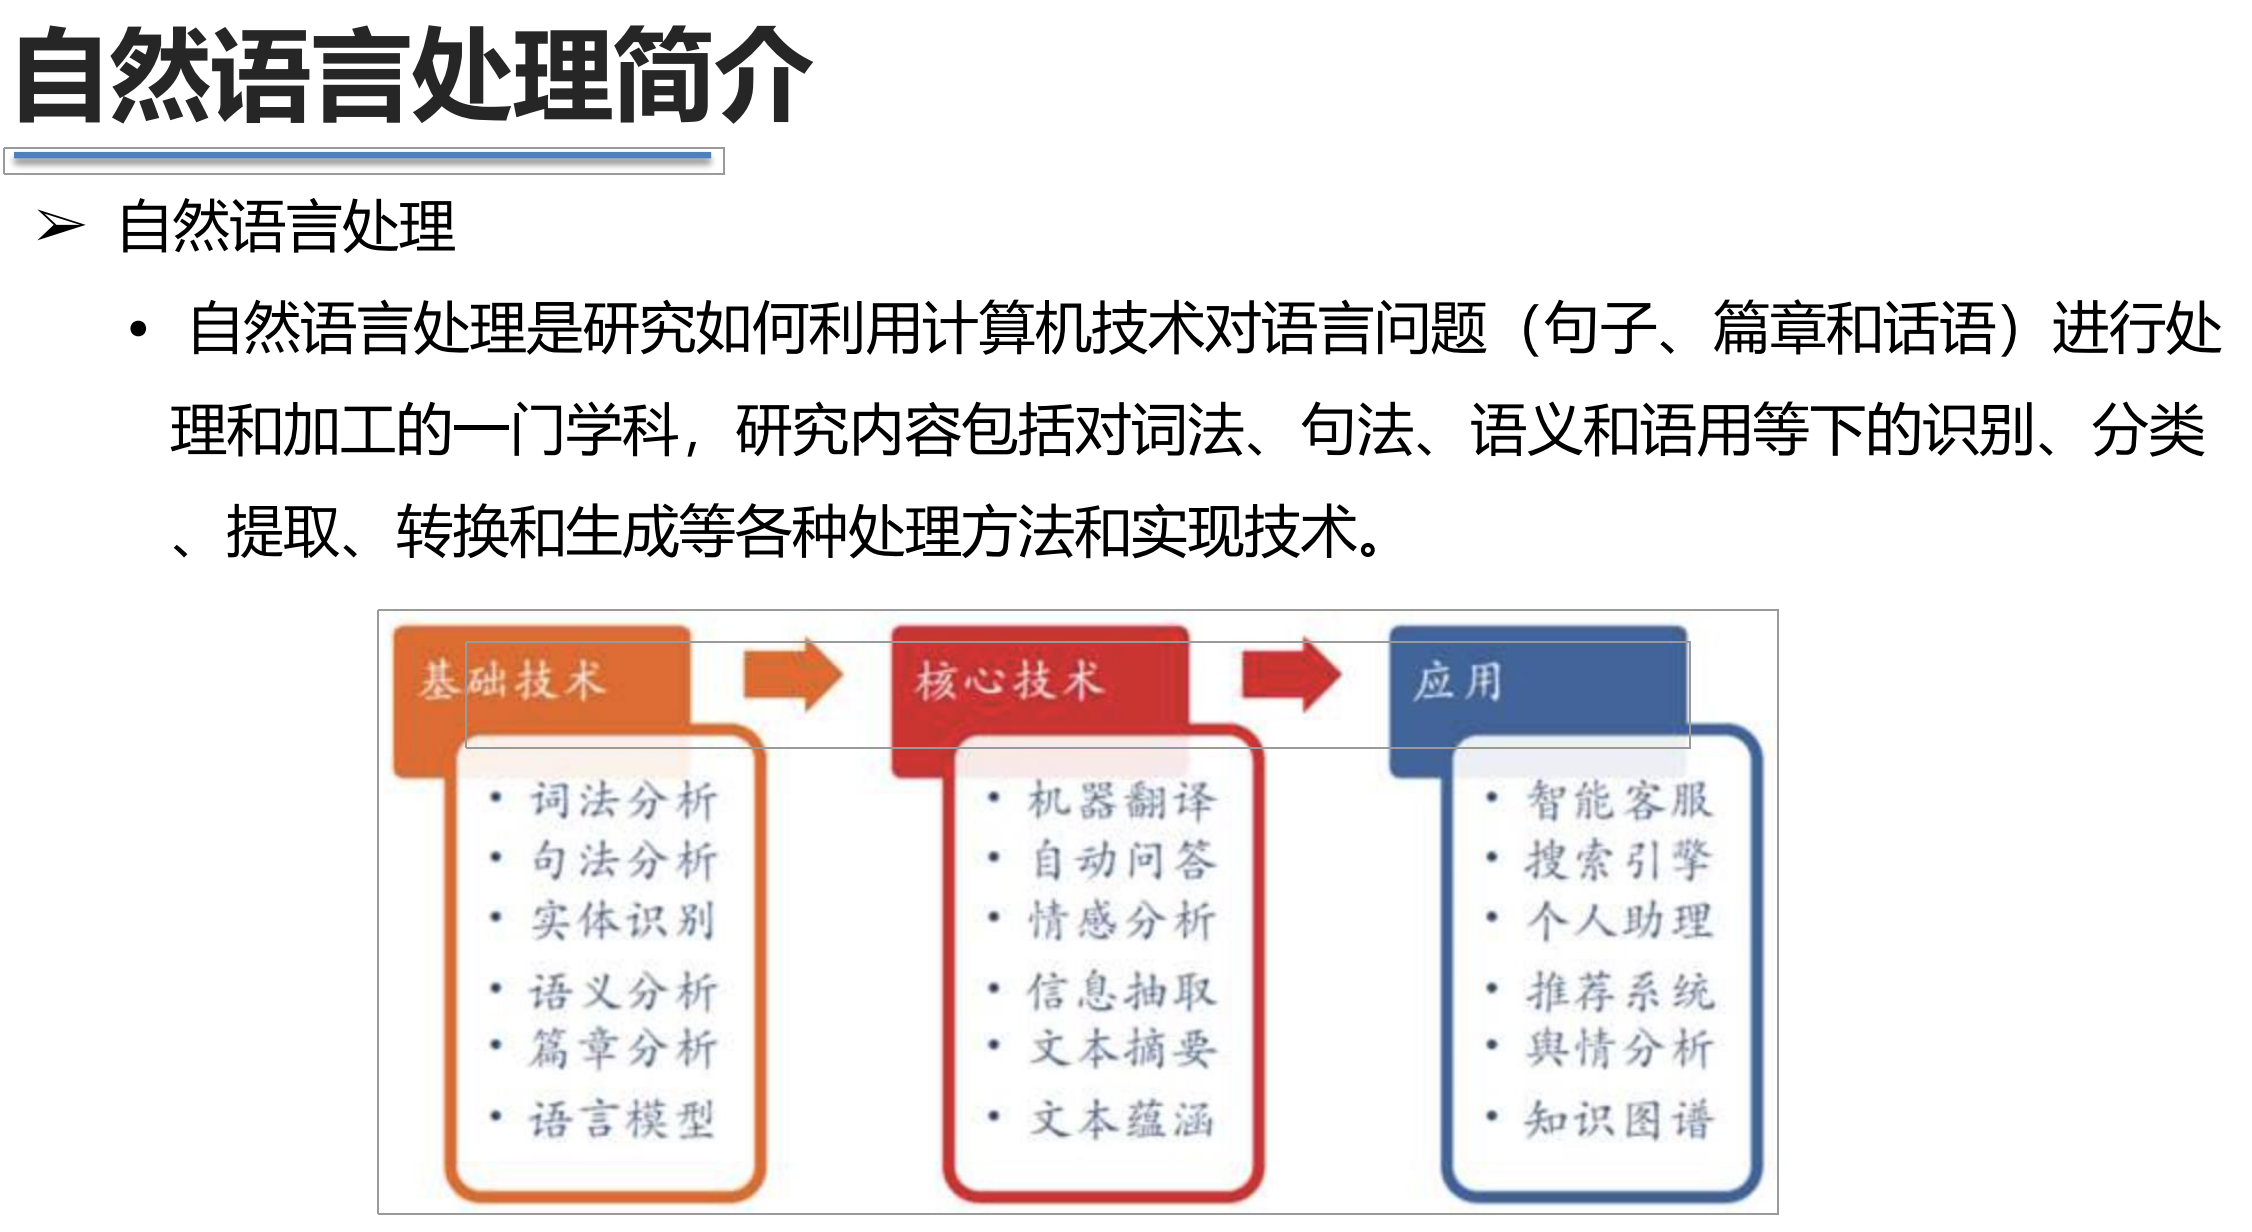 自然语言处理简介
➢ 自然语言处理
• 自然语言处理是研究如何利用计算机技术对语言问题（句子、篇章和话语）进行处
理和加工的一门学科，研究内容包括对词法、句法、语义和语用等下的识别、分类
、提取、转换和生成等各种处理方法和实现技术。
基础技术
• 词法分析
• 句法分析
• 实体识别
• 语义分析
• 篇章分析
• 语言模型
核心技术
• 机器翻译
• 自动问答
• 情感分析
• 信息抽取
• 文本摘要
• 文本蕴涵
应用
• 智能客服
• 搜索引擎
• 个人助理
• 推荐系统
• 舆情分析
• 知识图谱